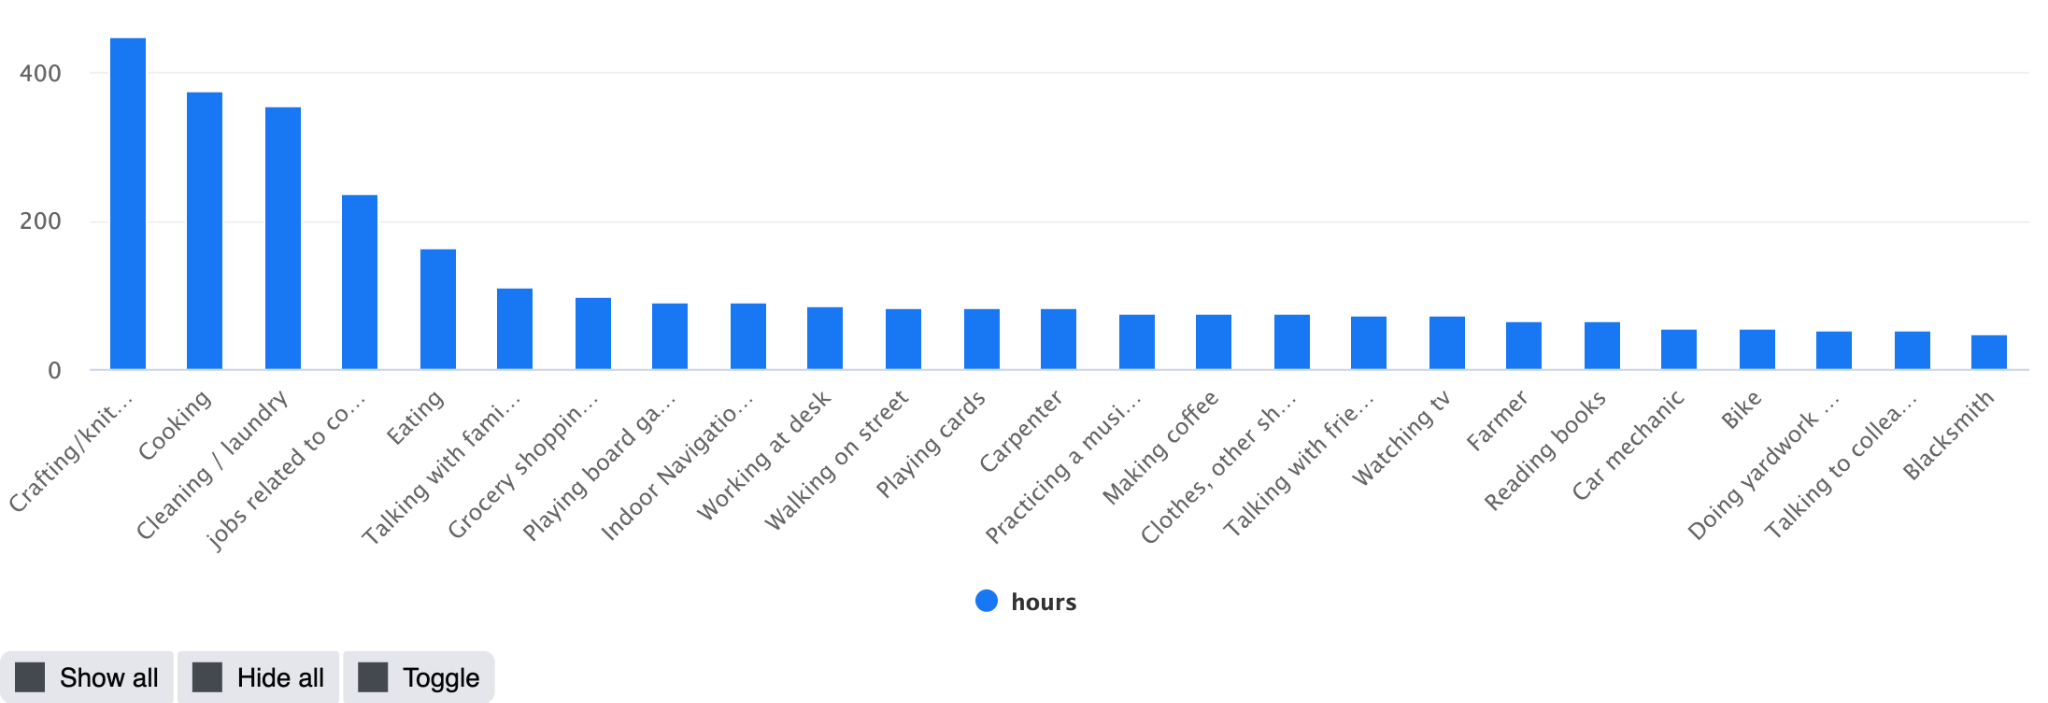 400
200
0
Crafting/knit...
Cooking
Cleaning / laundry
jobs related to co...
Eating
Talking with fami...
Grocery shoppin...
Playing board ga...
Indoor Navigatio...
Working at desk
Walking on street
Playing cards
Carpenter
Practicing a musi...
Making coffee
Clothes, other sh...
Talking with frie...
Watching tv
Farmer
Reading books
Car mechanic
Bike
Doing yardwork ...
Talking to collea...
Blacksmith
hours
Show all
Hide all
Toggle